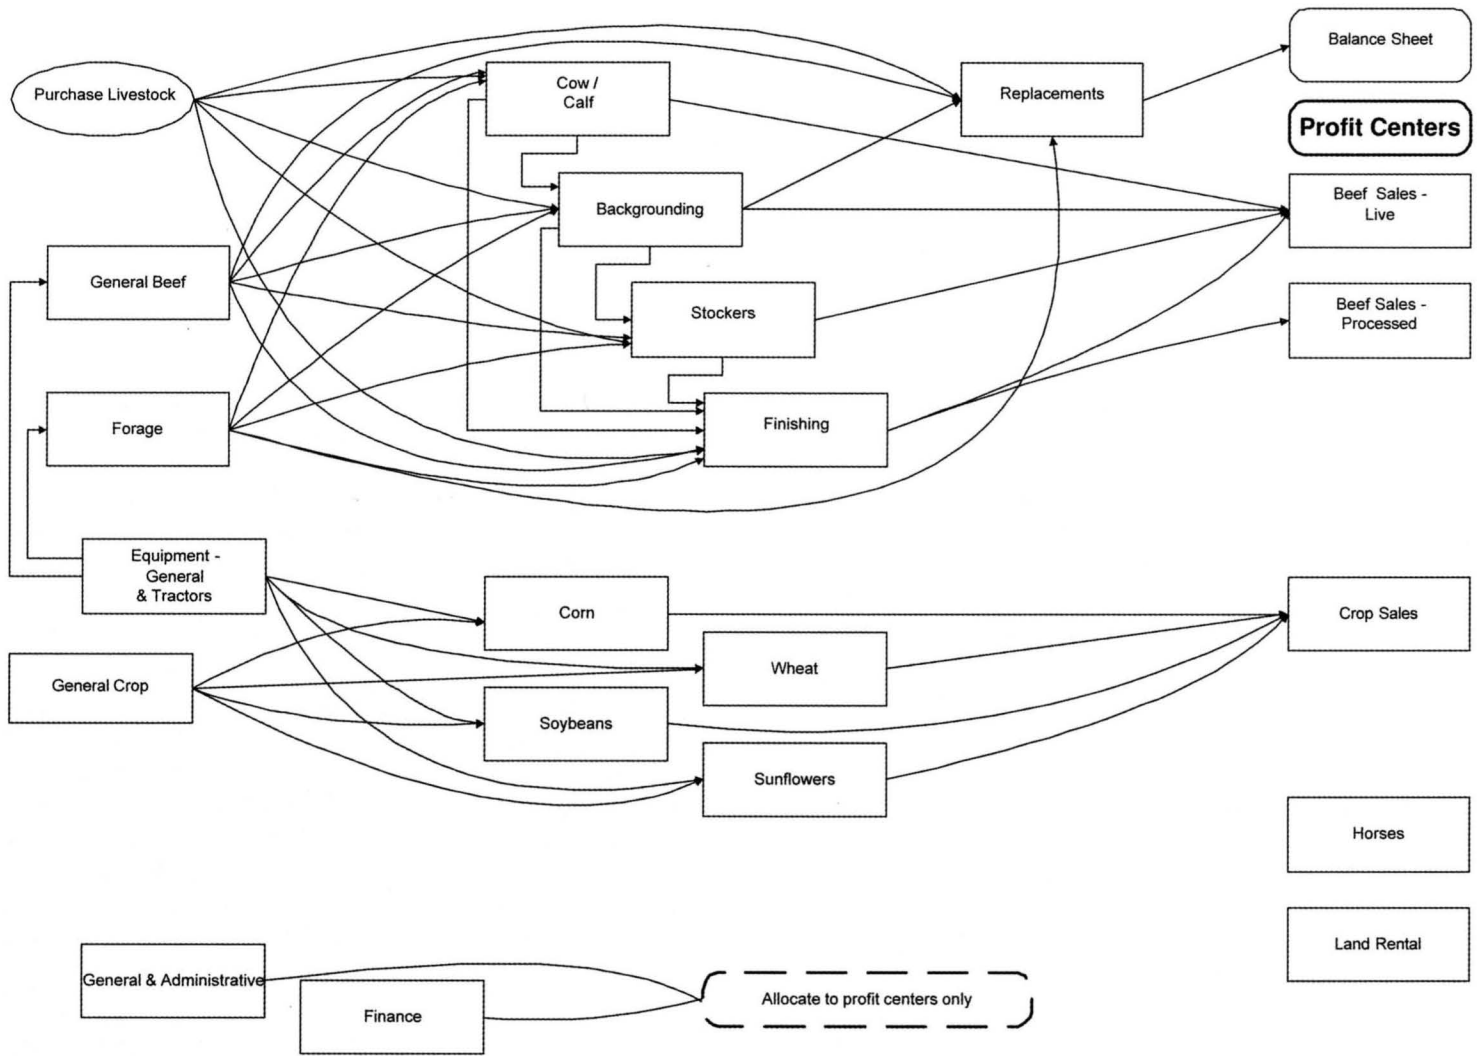 Balance Sheet
Purchase Livestock
Cow /
Calf
Replacements
Profit Centers
Backgrounding
Beef Sales -
Live
General Beef
Stockers
Beef Sales -
Processed
Forage
Finishing
Equipment -
General
& Tractors
Corn
Crop Sales
General Crop
Wheat
Soybeans
Sunflowers
Horses
Land Rental
General & Administrative
Finance
Allocate to profit centers only